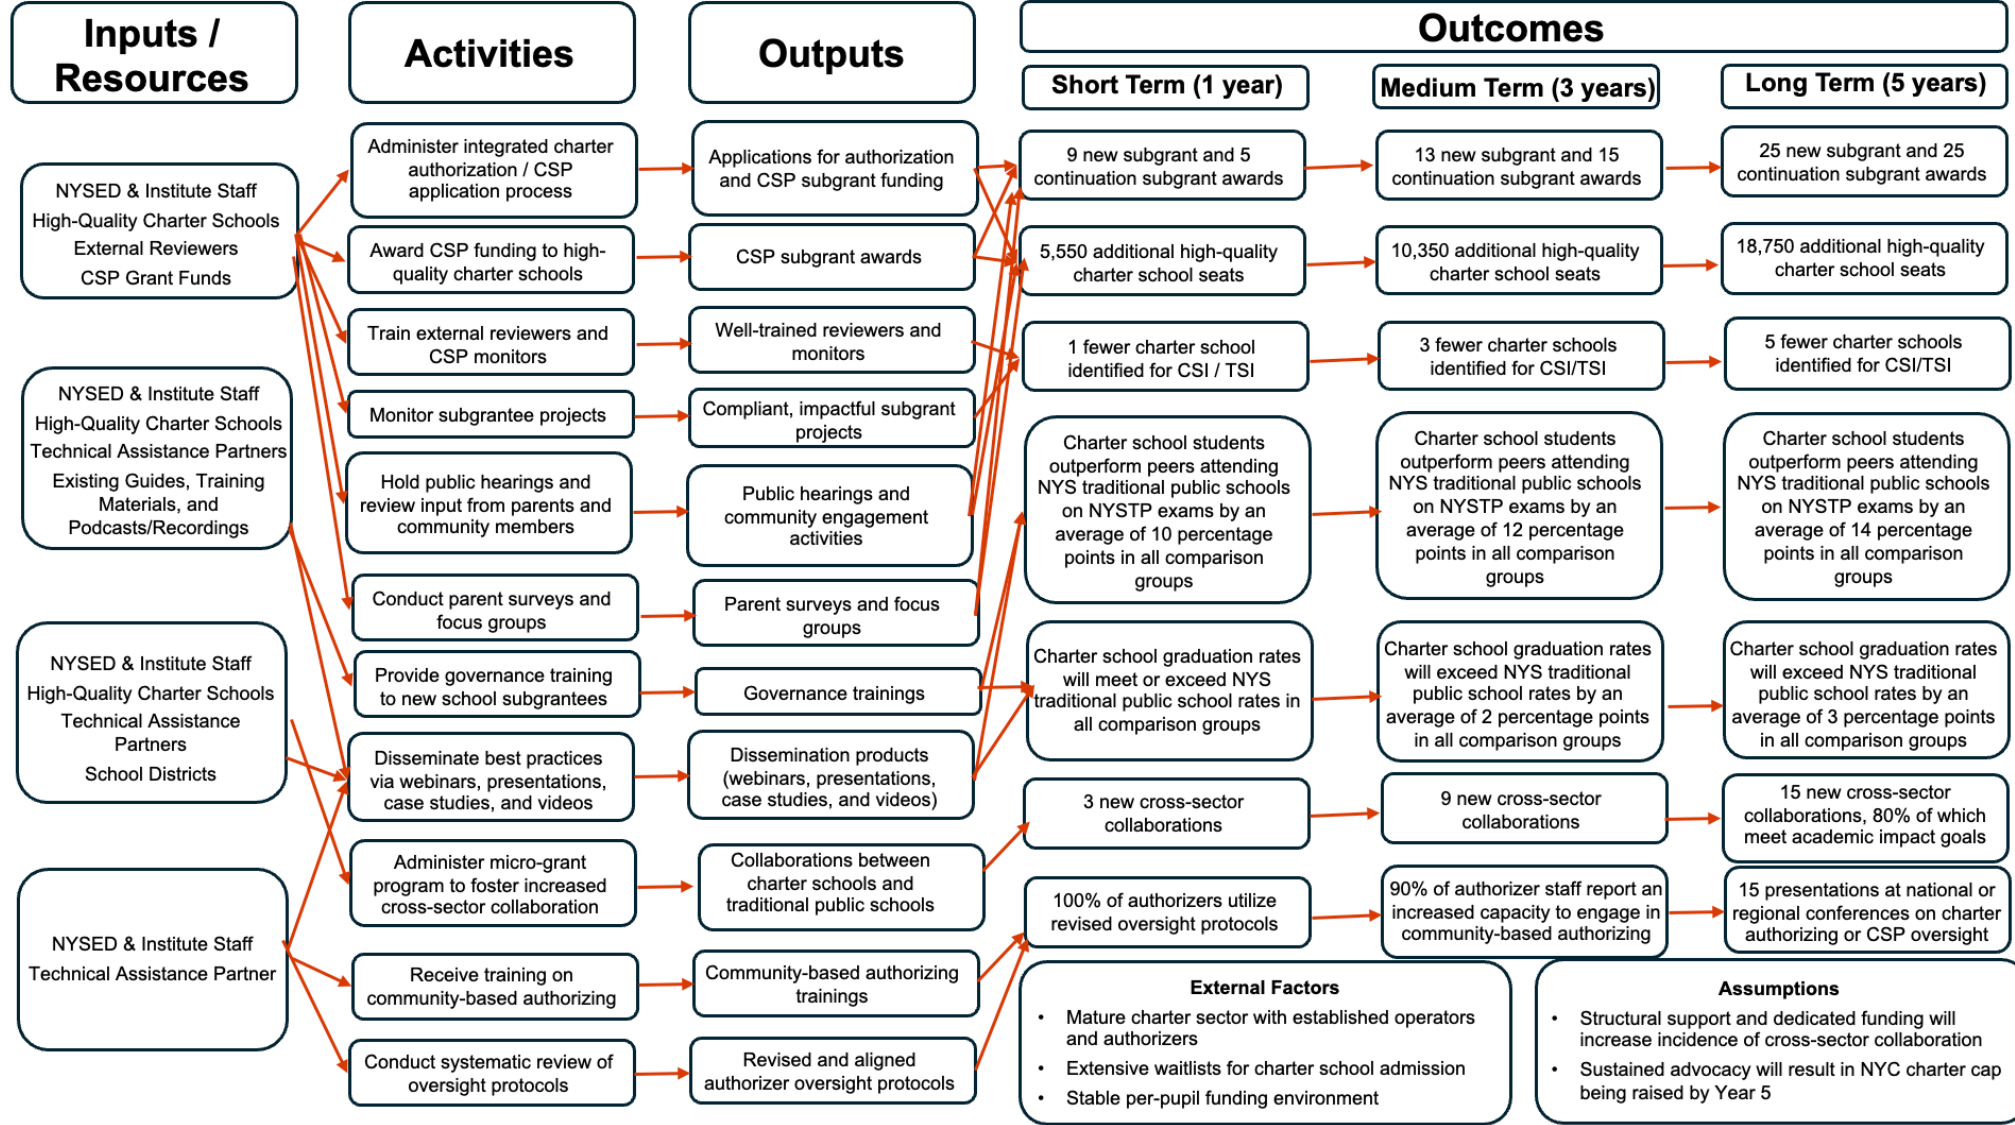 Inputs /
Resources
Activities
Outputs
Outcomes
Short Term (1 year)
Medium Term (3 years)
Long Term (5 years)
NYSED & Institute Staff
High-Quality Charter Schools
External Reviewers
CSP Grant Funds
NYSED & Institute Staff
High-Quality Charter Schools
Technical Assistance Partners
Existing Guides, Training
Materials, and
Podcasts/Recordings
NYSED & Institute Staff
High-Quality Charter Schools
Technical Assistance
Partners
School Districts
NYSED & Institute Staff
Technical Assistance Partner
Administer integrated charter
authorization / CSP
application process
Award CSP funding to high-
quality charter schools
Train external reviewers and
CSP monitors
Monitor subgrantee projects
Hold public hearings and
review input from parents and
community members
Conduct parent surveys and
focus groups
Provide governance training
to new school subgrantees
Disseminate best practices
via webinars, presentations,
case studies, and videos
Administer micro-grant
program to foster increased
cross-sector collaboration
Receive training on
community-based authorizing
Conduct systematic review of
oversight protocols
Applications for authorization
and CSP subgrant funding
CSP subgrant awards
Well-trained reviewers and
monitors
Compliant, impactful subgrant
projects
Public hearings and
community engagement
activities
Parent surveys and focus
groups
Governance trainings
Dissemination products
(webinars, presentations,
case studies, and videos)
Collaborations between
charter schools and
traditional public schools
Community-based authorizing
trainings
Revised and aligned
authorizer oversight protocols
9 new subgrant and 5
continuation subgrant awards
5,550 additional high-quality
charter school seats
1 fewer charter school
identified for CSI / TSI
Charter school students
outperform peers attending
NYS traditional public schools
on NYSTP exams by an
average of 10 percentage
points in all comparison
groups
Charter school graduation rates
will meet or exceed NYS
traditional public school rates in
all comparison groups
3 new cross-sector
collaborations
100% of authorizers utilize
revised oversight protocols
13 new subgrant and 15
continuation subgrant awards
10,350 additional high-quality
charter school seats
3 fewer charter schools
identified for CSI/TSI
Charter school students
outperform peers attending
NYS traditional public schools
on NYSTP exams by an
average of 12 percentage
points in all comparison
groups
Charter school graduation rates
will exceed NYS traditional
public school rates by an
average of 2 percentage points
in all comparison groups
9 new cross-sector
collaborations
90% of authorizer staff report an
increased capacity to engage in
community-based authorizing
25 new subgrant and 25
continuation subgrant awards
18,750 additional high-quality
charter school seats
5 fewer charter schools
identified for CSI/TSI
Charter school students
outperform peers attending
NYS traditional public schools
on NYSTP exams by an
average of 14 percentage
points in all comparison
groups
Charter school graduation rates
will exceed NYS traditional
public school rates by an
average of 3 percentage points
in all comparison groups
15 new cross-sector
collaborations, 80% of which
meet academic impact goals
15 presentations at national or
regional conferences on charter
authorizing or CSP oversight
External Factors
• Mature charter sector with established operators
and authorizers
• Extensive waitlists for charter school admission
• Stable per-pupil funding environment
Assumptions
• Structural support and dedicated funding will
increase incidence of cross-sector collaboration
• Sustained advocacy will result in NYC charter cap
being raised by Year 5